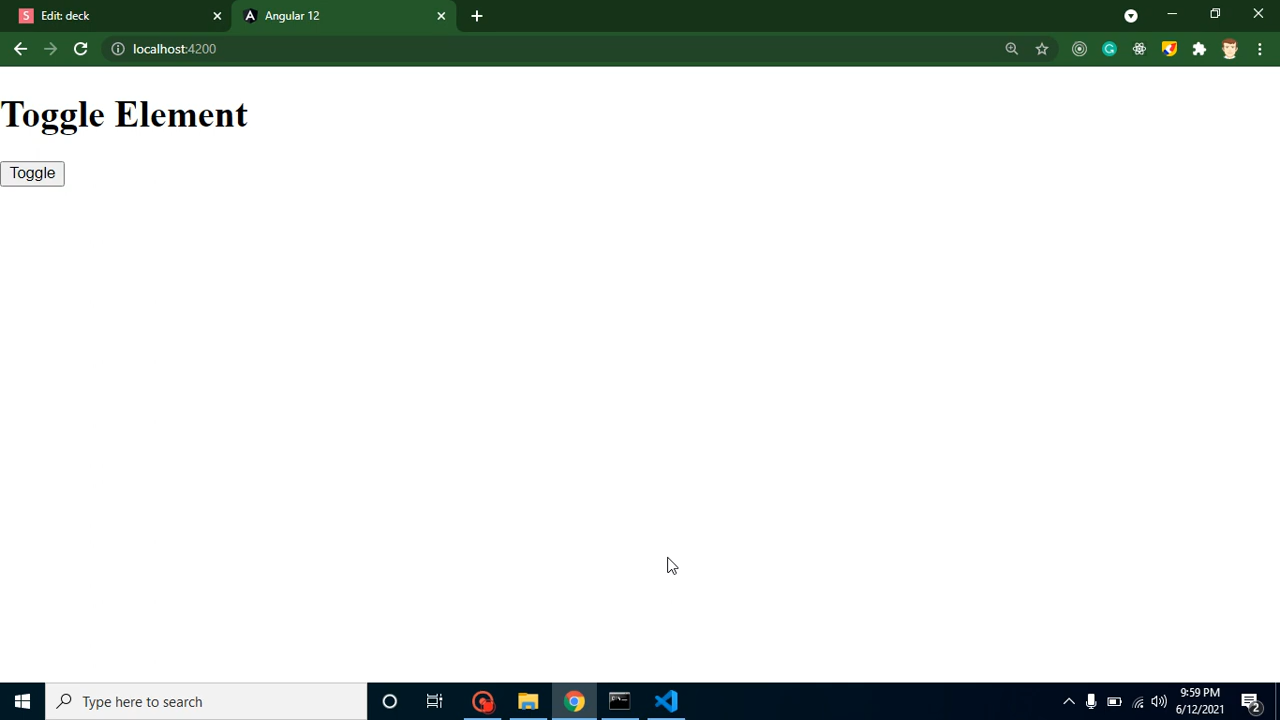 Edit: deck
Angular 12
localhost:4200
Toggle Element
Toggle
Type here to search
9:59 PM
6/12/2021
2